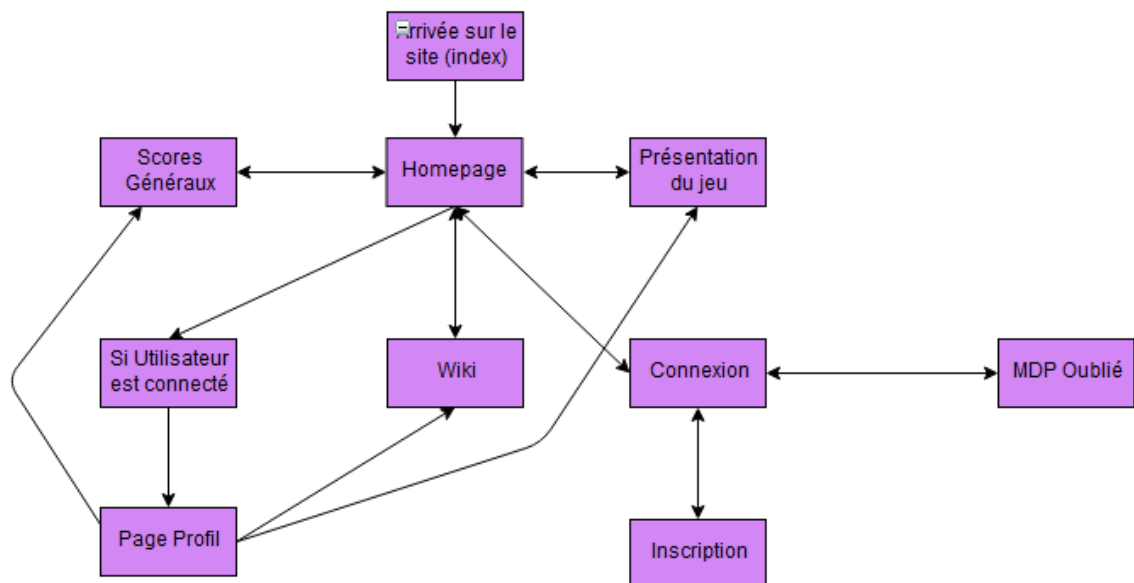 Arrivée sur le
site (index)
Scores
Généraux
Homepage
Présentation
du jeu
Si Utilisateur
est connecté
Wiki
Connexion
MDP Oublié
Page Profil
Inscription